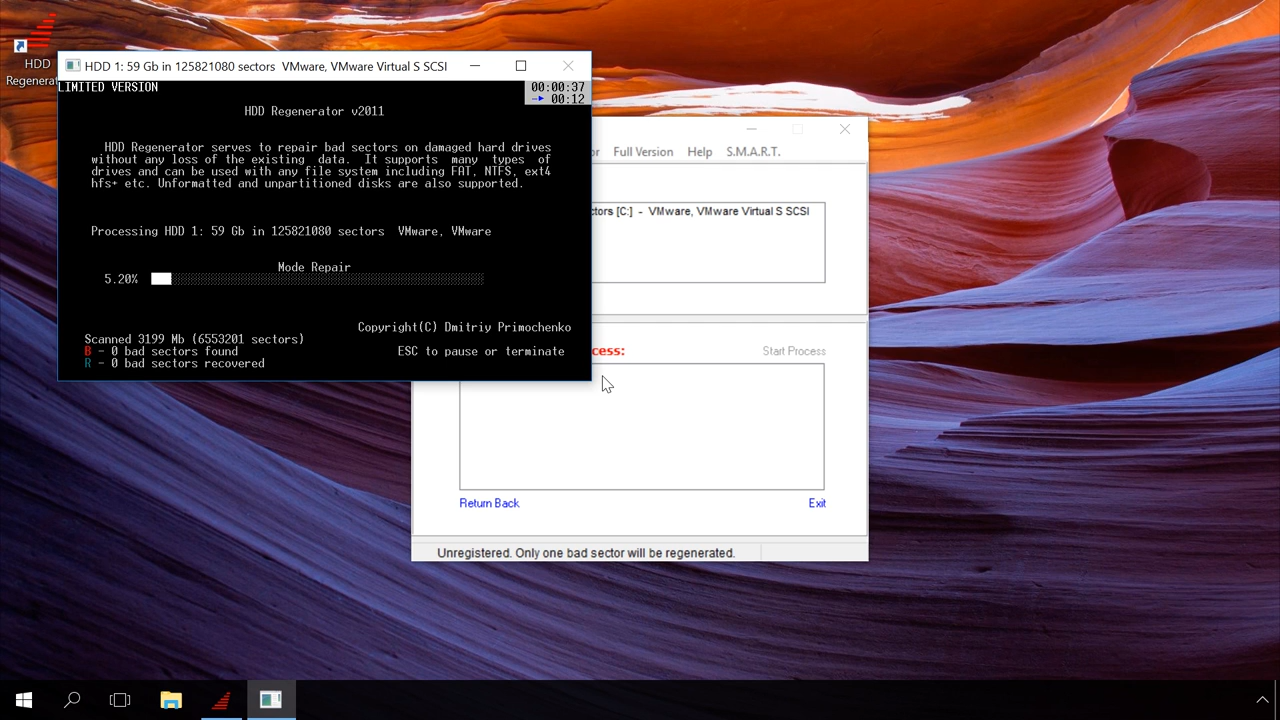 HDD
Regenerat
HDD 1: 59 Gb in 125821080 sectors VMware, VMware Virtual S SCSI
LIMITED VERSION
00:00:37
00:12
HDD Regenerator v2011
HDD Regenerator serves to repair bad sectors on damaged hard drives
without any loss of the existing data. It supports many types of
drives and can be used with any file system including FAT, NTFS, ext4
hfs+ etc. Unformatted and unpartitioned disks are also supported.
Processing HDD 1: 59 Gb in 125821080 sectors VMware, VMware
Mode Repair
5.20%
Copyright(C) Dmitriy Primochenko
Scanned 3199 Mb (6553201 sectors)
B - 0 bad sectors found
ESC to pause or terminate
R - 0 bad sectors recovered
or Full Version Help S.M.A.R.T.
ctors [C:] - VMware, VMware Virtual S SCSI
cess:
Start Process
Return Back
Exit
Unregistered. Only one bad sector will be regenerated.